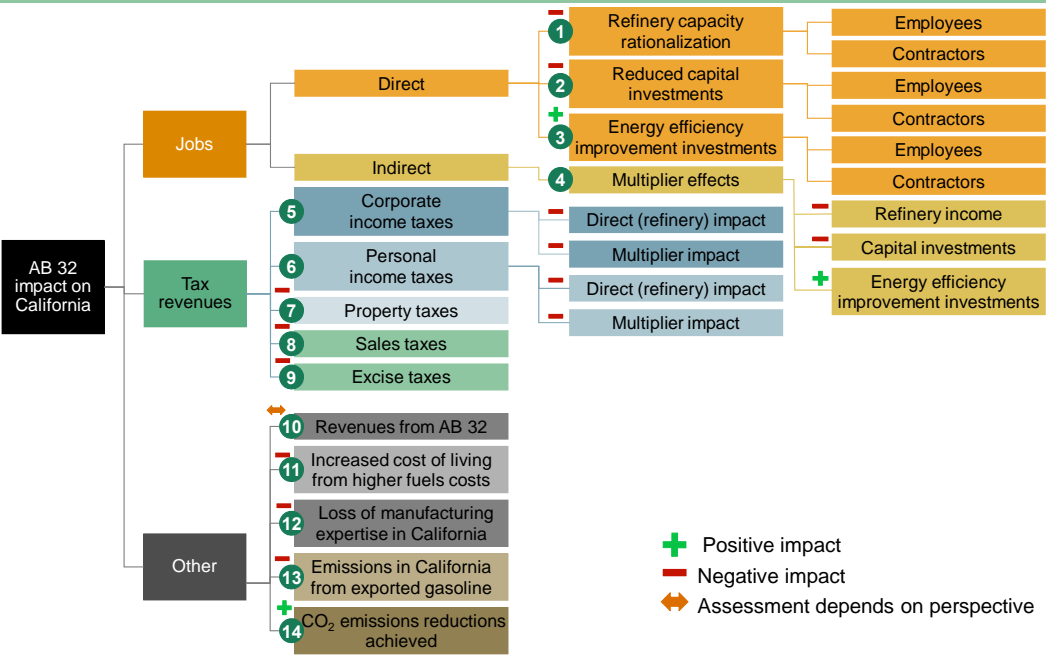 AB 32
impact on
California
Jobs
Direct
1
Refinery capacity
rationalization
Employees
Contractors
2
Reduced capital
investments
Employees
Contractors
3
Energy efficiency
improvement investments
Employees
Contractors
Indirect
4
Multiplier effects
Refinery income
Capital investments
Energy efficiency
improvement investments
Tax
revenues
5
Corporate
income taxes
Direct (refinery) impact
Multiplier impact
6
Personal
income taxes
Direct (refinery) impact
Multiplier impact
7
Property taxes
8
Sales taxes
9
Excise taxes
Other
10
Revenues from AB 32
11
Increased cost of living
from higher fuels costs
12
Loss of manufacturing
expertise in California
13
Emissions in California
from exported gasoline
14
CO₂ emissions reductions
achieved
Positive impact
Negative impact
Assessment depends on perspective